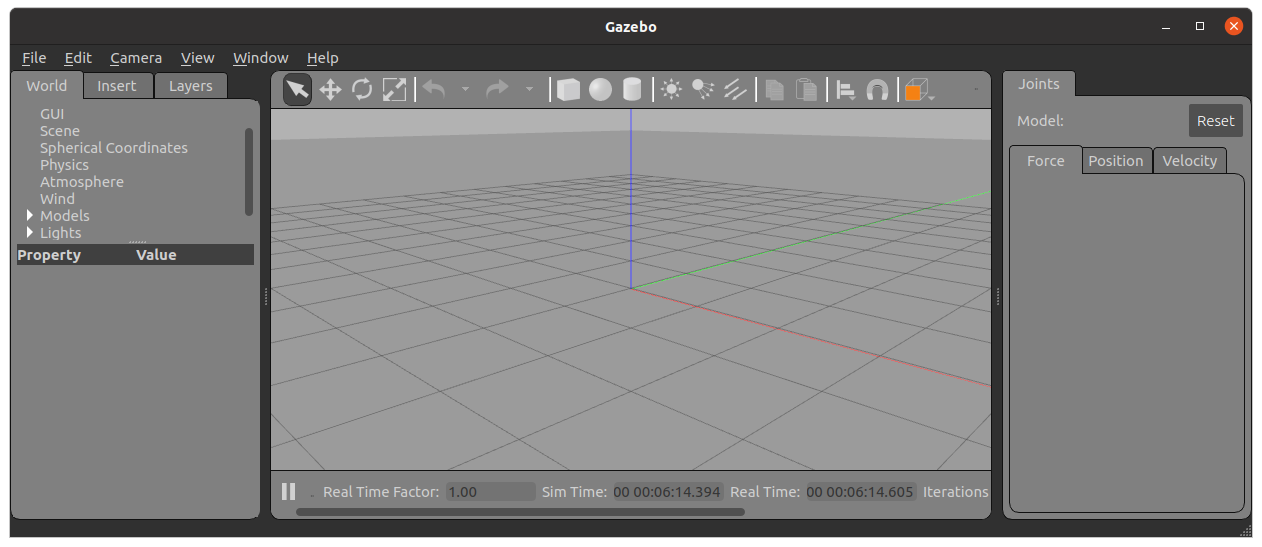 Gazebo
File Edit Camera View Window Help
World Insert Layers
GUI
Scene
Spherical Coordinates
Physics
Atmosphere
Wind
Models
Lights
Property Value
Real Time Factor: 1.00 Sim Time: 00 00:06:14.394 Real Time: 00 00:06:14.605 Iterations
Joints
Model: Reset
Force Position Velocity